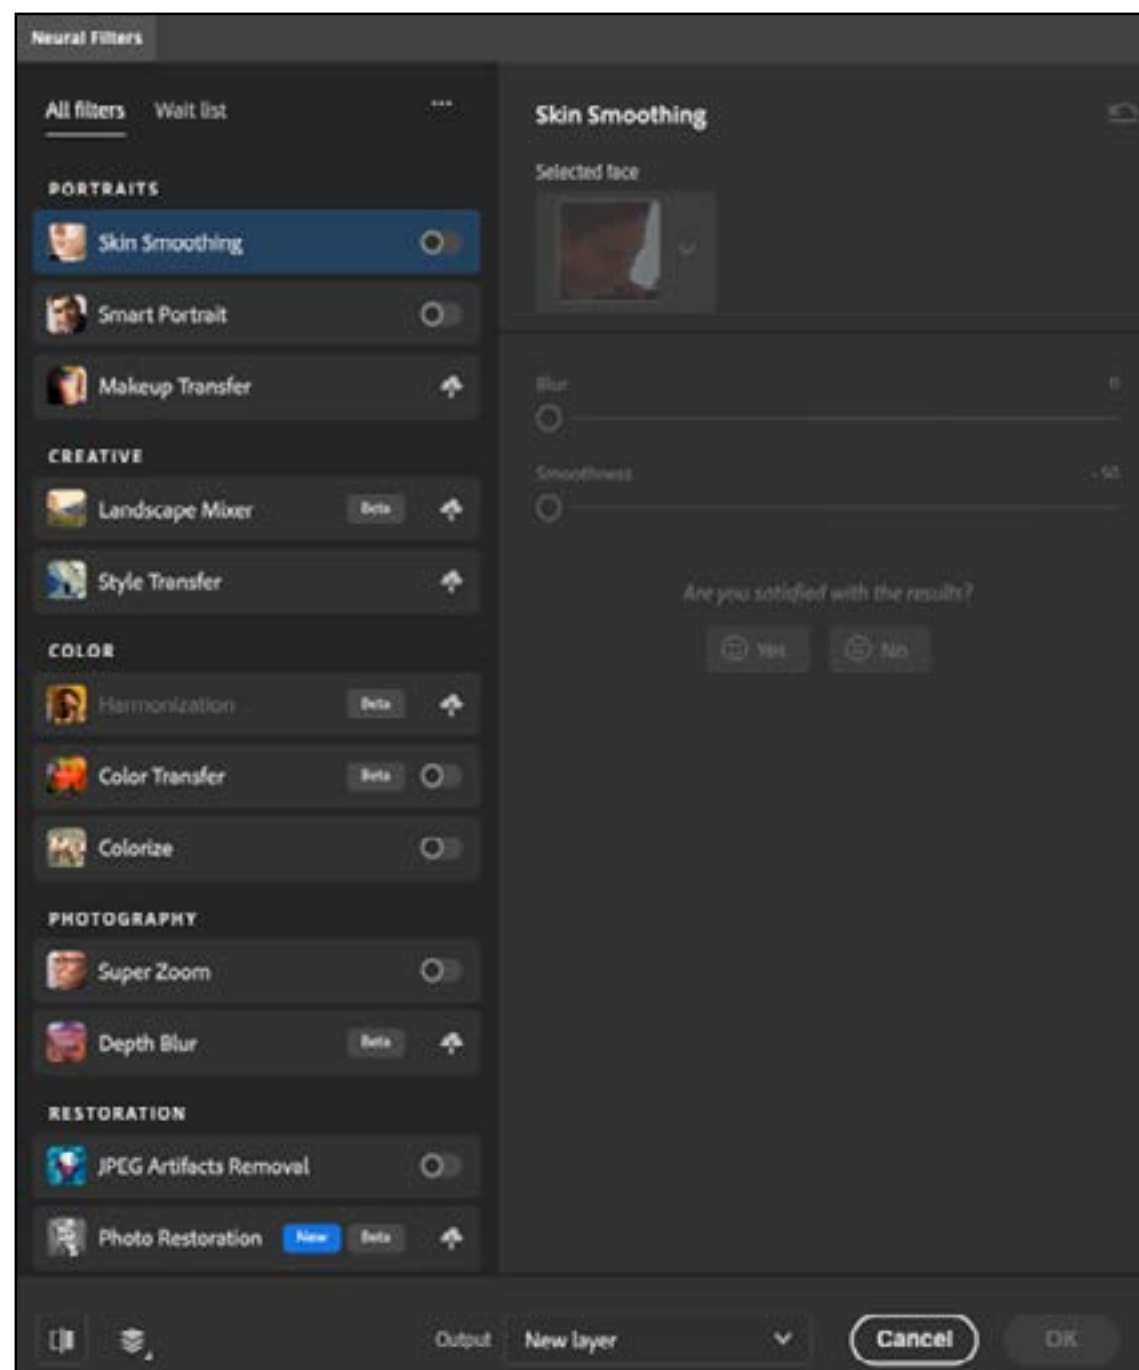 Neural Filters
All filters Wait list ...
PORTRAITS
Skin Smoothing
Smart Portrait
Makeup Transfer
CREATIVE
Landscape Mixer Beta
Style Transfer
COLOR
Harmonization Beta
Color Transfer Beta
Colorize
PHOTOGRAPHY
Super Zoom
Depth Blur Beta
RESTORATION
JPEG Artifacts Removal
Photo Restoration New Beta
Skin Smoothing
Selected face
Blur 0
Smoothness -50
Are you satisfied with the results?
Yes No
Output New layer Cancel OK